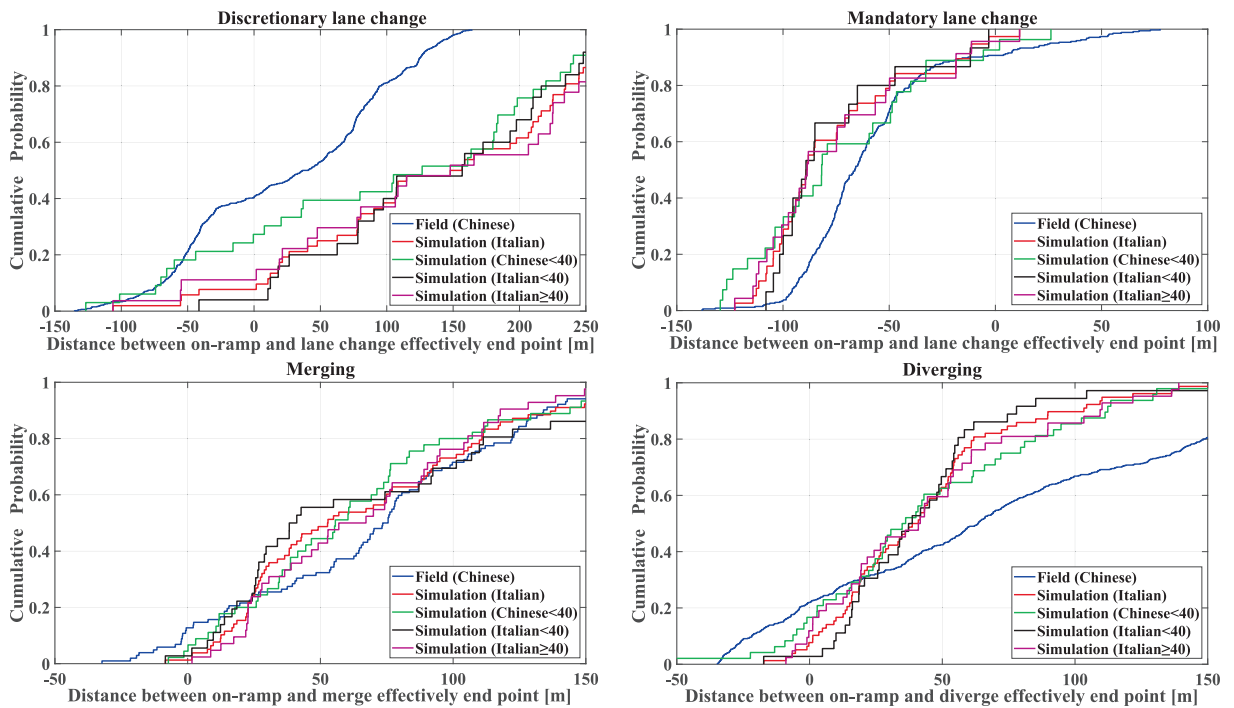 Discretionary lane change
Cumulative Probability
1
0.8
0.6
0.4
0.2
0
-150 -100 -50 0 50 100 150 200 250
Distance between on-ramp and lane change effectively end point [m]
Field (Chinese)
Simulation (Italian)
Simulation (Chinese<40)
Simulation (Italian<40)
Simulation (Italian≥40)
Mandatory lane change
Cumulative Probability
1
0.8
0.6
0.4
0.2
0
-150 -100 -50 0 50 100
Distance between on-ramp and lane change effectively end point [m]
Field (Chinese)
Simulation (Italian)
Simulation (Chinese<40)
Simulation (Italian<40)
Simulation (Italian≥40)
Merging
Cumulative Probability
1
0.8
0.6
0.4
0.2
0
-50 0 50 100 150
Distance between on-ramp and merge effectively end point [m]
Field (Chinese)
Simulation (Italian)
Simulation (Chinese<40)
Simulation (Italian<40)
Simulation (Italian≥40)
Diverging
Cumulative Probability
1
0.8
0.6
0.4
0.2
0
-50 0 50 100 150
Distance between on-ramp and diverge effectively end point [m]
Field (Chinese)
Simulation (Italian)
Simulation (Chinese<40)
Simulation (Italian<40)
Simulation (Italian≥40)